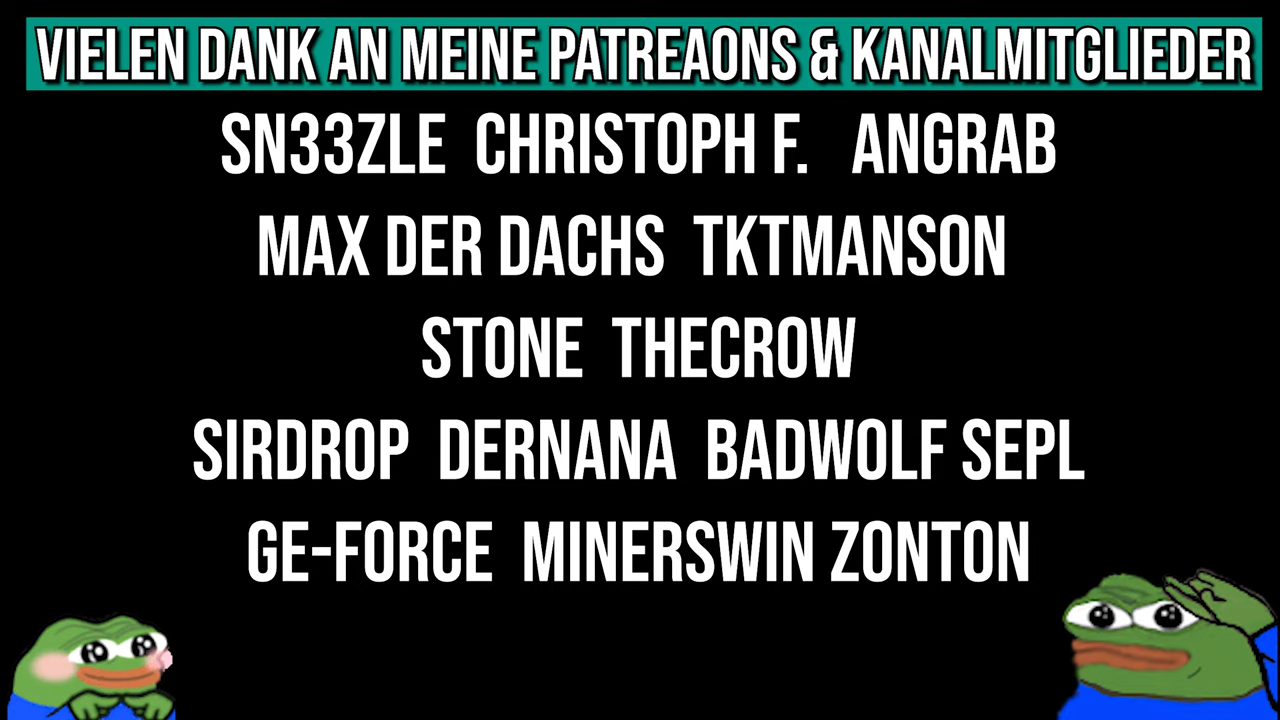 VIELEN DANK AN MEINE PATREAONS & KANALMITGLIEDER
SN33ZLE CHRISTOPH F. ANGRAB
MAX DER DACHS TKTMANSON
STONE THECROW
SIRDROP DERNANA BADWOLF SEPL
GE-FORCE MINERSWIN ZONTON